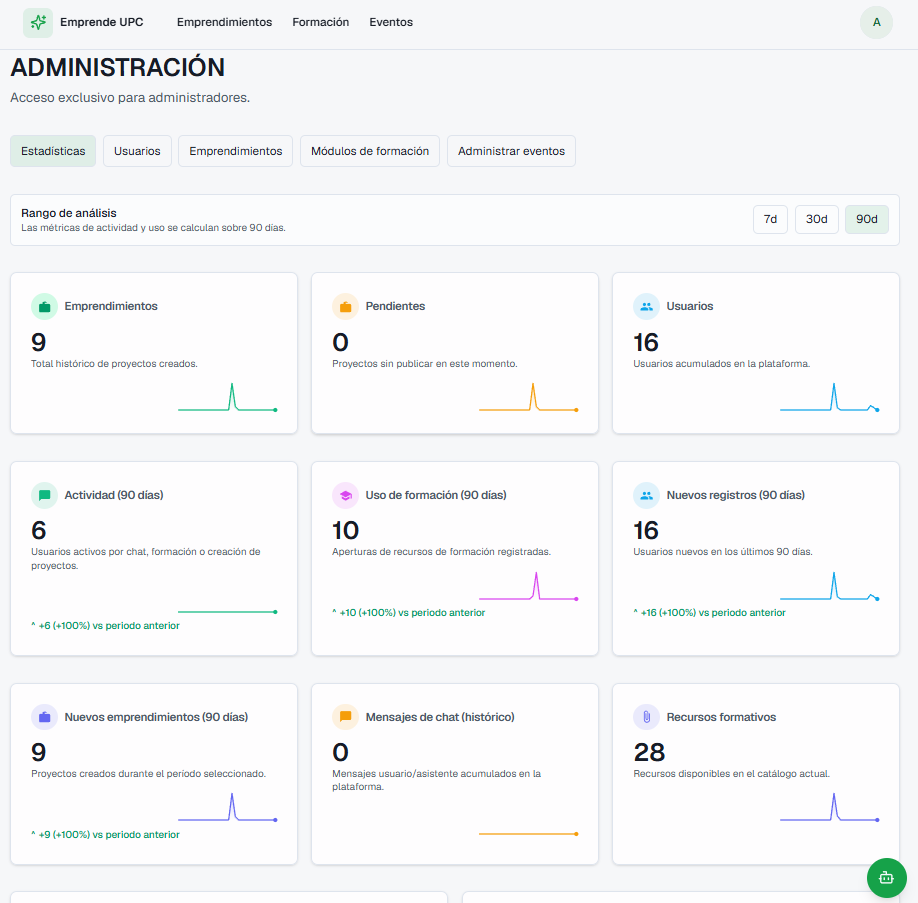 Emprende UPC
Emprendimientos
Formación
Eventos
A
ADMINISTRACIÓN
Acceso exclusivo para administradores.
Estadísticas
Usuarios
Emprendimientos
Módulos de formación
Administrar eventos
Rango de análisis
Las métricas de actividad y uso se calculan sobre 90 días.
7d
30d
90d
Emprendimientos
9
Total histórico de proyectos creados.
Pendientes
0
Proyectos sin publicar en este momento.
Usuarios
16
Usuarios acumulados en la plataforma.
Actividad (90 días)
6
Usuarios activos por chat, formación o creación de
proyectos.
^ +6 (+100%) vs periodo anterior
Uso de formación (90 días)
10
Aperturas de recursos de formación registradas.
^ +10 (+100%) vs periodo anterior
Nuevos registros (90 días)
16
Usuarios nuevos en los últimos 90 días.
^ +16 (+100%) vs periodo anterior
Nuevos emprendimientos (90 días)
9
Proyectos creados durante el período seleccionado.
^ +9 (+100%) vs periodo anterior
Mensajes de chat (histórico)
0
Mensajes usuario/asistente acumulados en la
plataforma.
Recursos formativos
28
Recursos disponibles en el catálogo actual.